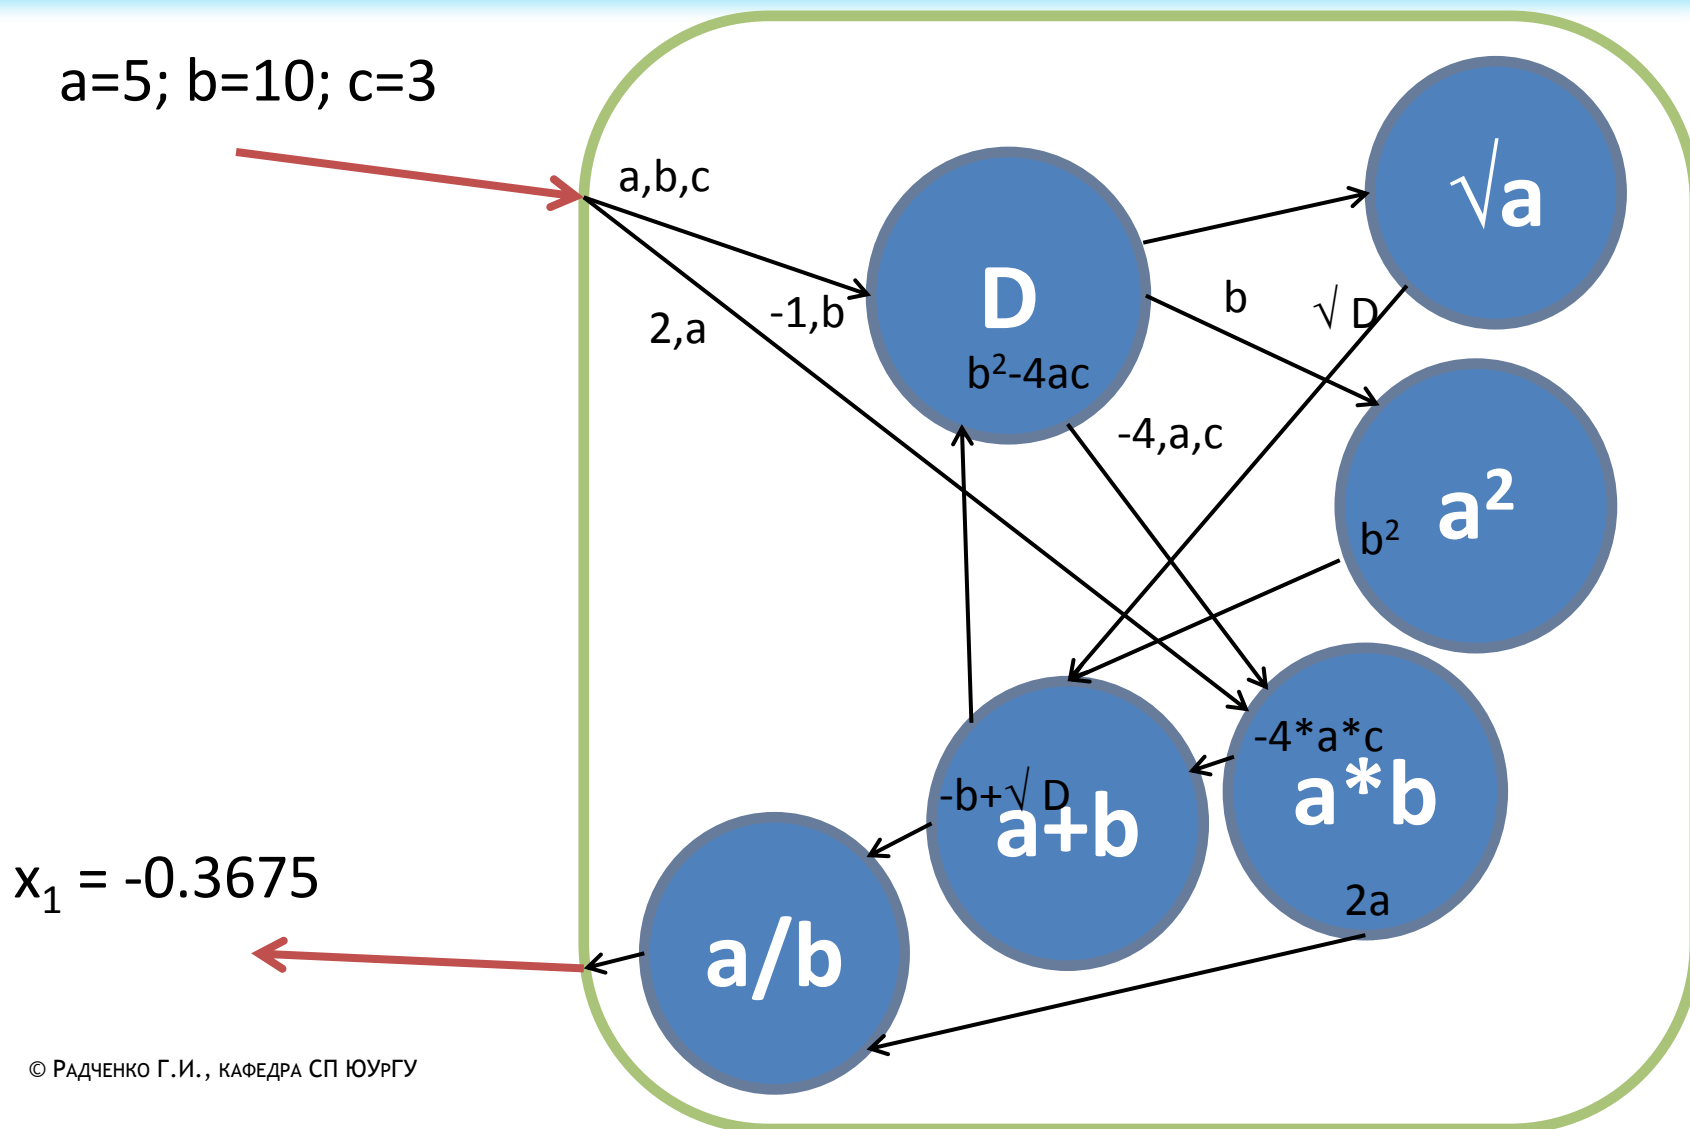 a=5; b=10; c=3
a,b,c
√a
D
b
√ D
-1,b
2,a
b²-4ac
-4,a,c
a²
b²
-4*a*c
a*b
-b+√ D
a+b
x₁ = -0.3675
2a
a/b
© Радченко Г.И., кафедра СП ЮУрГУ